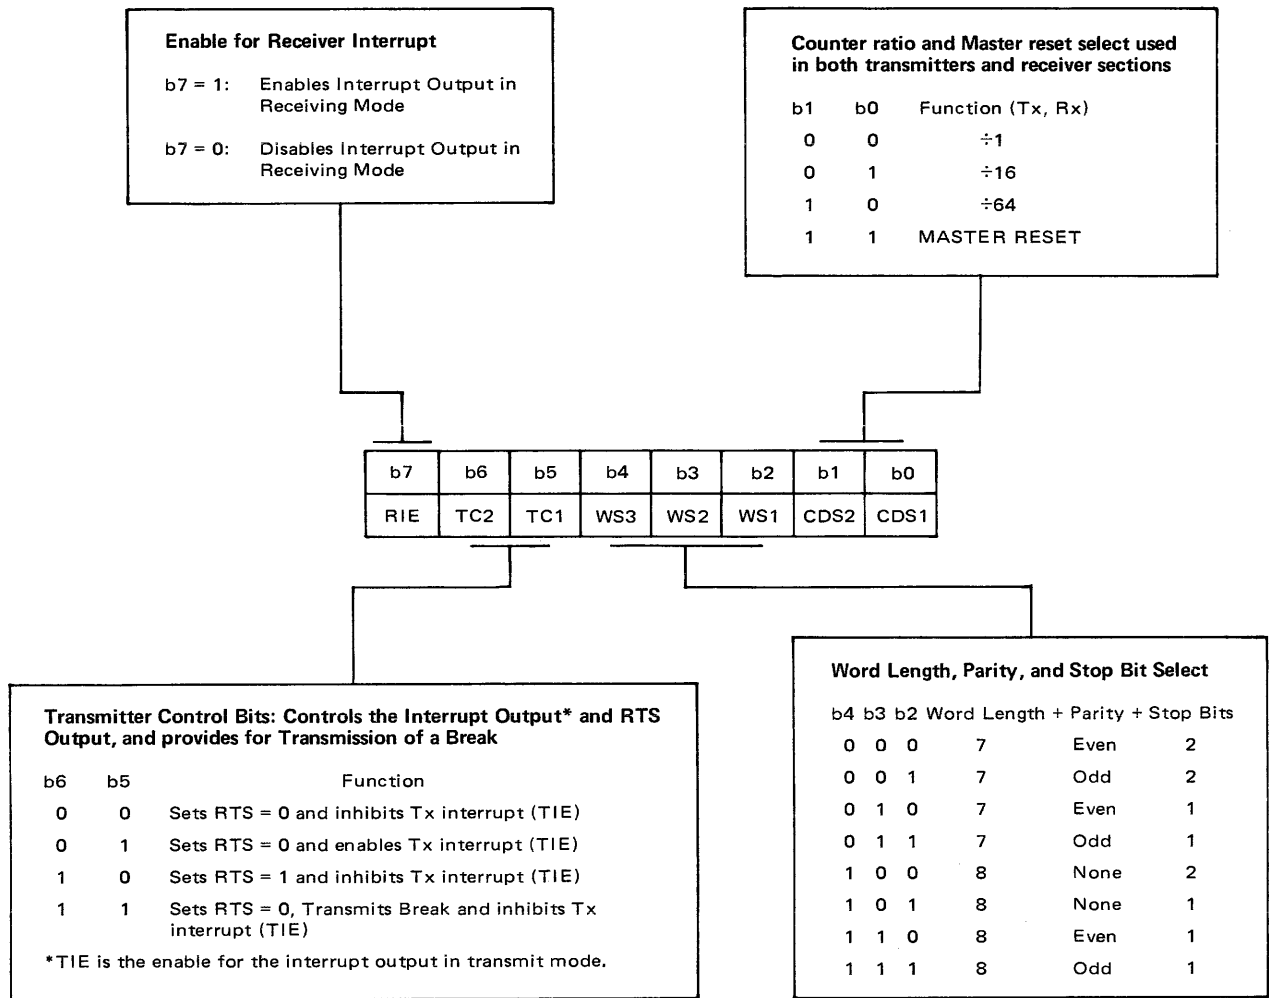 Enable for Receiver Interrupt
b7 = 1: Enables Interrupt Output in
Receiving Mode
b7 = 0: Disables Interrupt Output in
Receiving Mode
Counter ratio and Master reset select used
in both transmitters and receiver sections
b1 b0 Function (Tx, Rx)
0 0 ÷1
0 1 ÷16
1 0 ÷64
1 1 MASTER RESET
b7 b6 b5 b4 b3 b2 b1 b0
RIE TC2 TC1 WS3 WS2 WS1 CDS2 CDS1
Transmitter Control Bits: Controls the Interrupt Output* and RTS
Output, and provides for Transmission of a Break
b6 b5 Function
0 0 Sets RTS = 0 and inhibits Tx interrupt (TIE)
0 1 Sets RTS = 0 and enables Tx interrupt (TIE)
1 0 Sets RTS = 1 and inhibits Tx interrupt (TIE)
1 1 Sets RTS = 0, Transmits Break and inhibits Tx
interrupt (TIE)
*TIE is the enable for the interrupt output in transmit mode.
Word Length, Parity, and Stop Bit Select
b4 b3 b2 Word Length + Parity + Stop Bits
0 0 0 7 Even 2
0 0 1 7 Odd 2
0 1 0 7 Even 1
0 1 1 7 Odd 1
1 0 0 8 None 2
1 0 1 8 None 1
1 1 0 8 Even 1
1 1 1 8 Odd 1